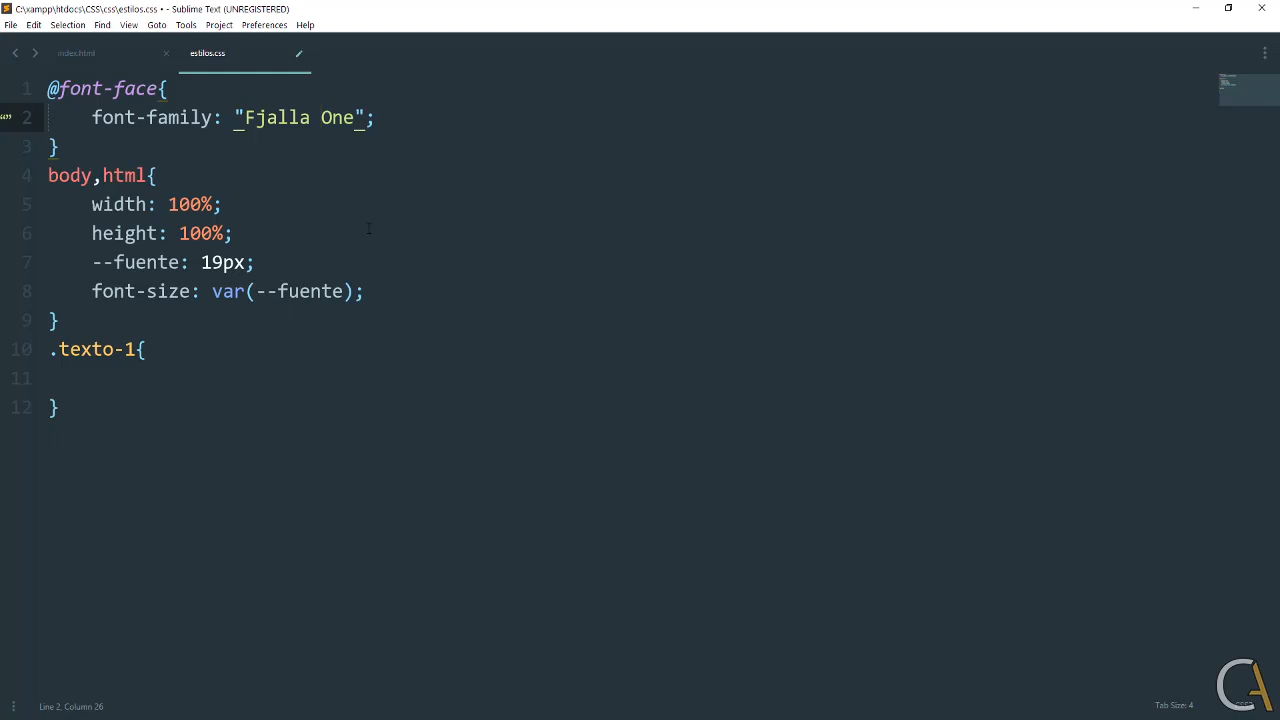 C:\xampp\htdocs\CSS\css\estilos.css • - Sublime Text (UNREGISTERED)
File Edit Selection Find View Goto Tools Project Preferences Help
index.html × estilos.css
1 @font-face{
2 font-family: "Fjalla One";
3 }
4 body,html{
5 width: 100%;
6 height: 100%;
7 --fuente: 19px;
8 font-size: var(--fuente);
9 }
10 .texto-1{
11
12 }
Line 2, Column 26
Tab Size: 4
CA